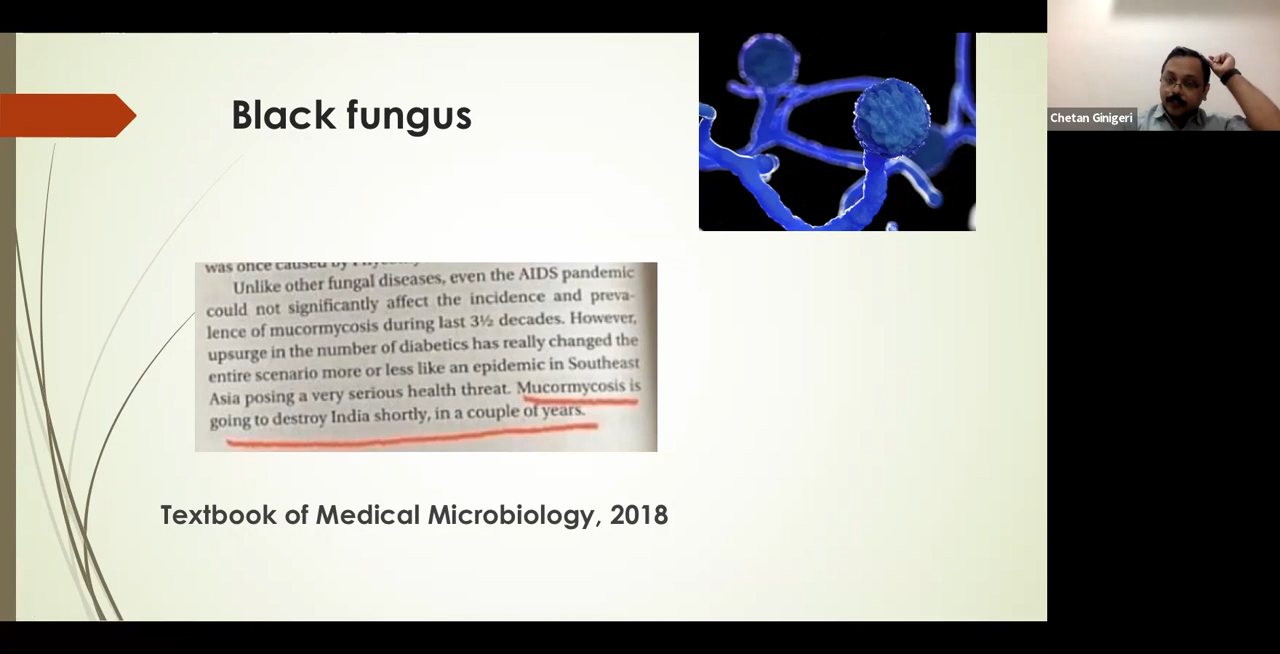 Black fungus
Chetan Ginigeri
was once caused by
Unlike other fungal diseases, even the AIDS pandemic
could not significantly affect the incidence and preva-
lence of mucormycosis during last 3½ decades. However,
upsurge in the number of diabetics has really changed the
entire scenario more or less like an epidemic in Southeast
Asia posing a very serious health threat. Mucormycosis is
going to destroy India shortly, in a couple of years.
Textbook of Medical Microbiology, 2018